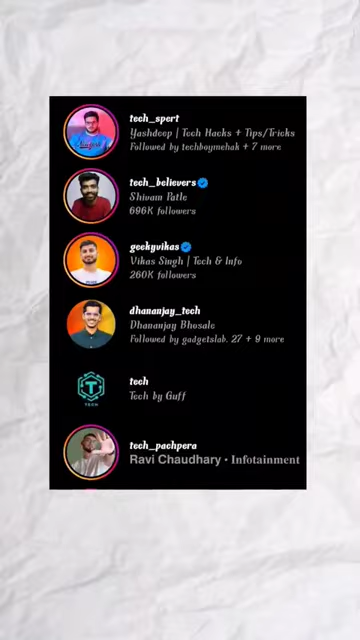 tech_spert
Yashdeep | Tech Hacks + Tips/Tricks
Followed by techboymehak + 7 more
tech_believers
Shivam Patle
696K followers
geekyvikas
Vikas Singh | Tech & Info
260K followers
dhananjay_tech
Dhananjay Bhosale
Followed by gadgetslab. 27 + 9 more
T
TECH
tech
Tech by Guff
tech_pachpera
Ravi Chaudhary • Infotainment